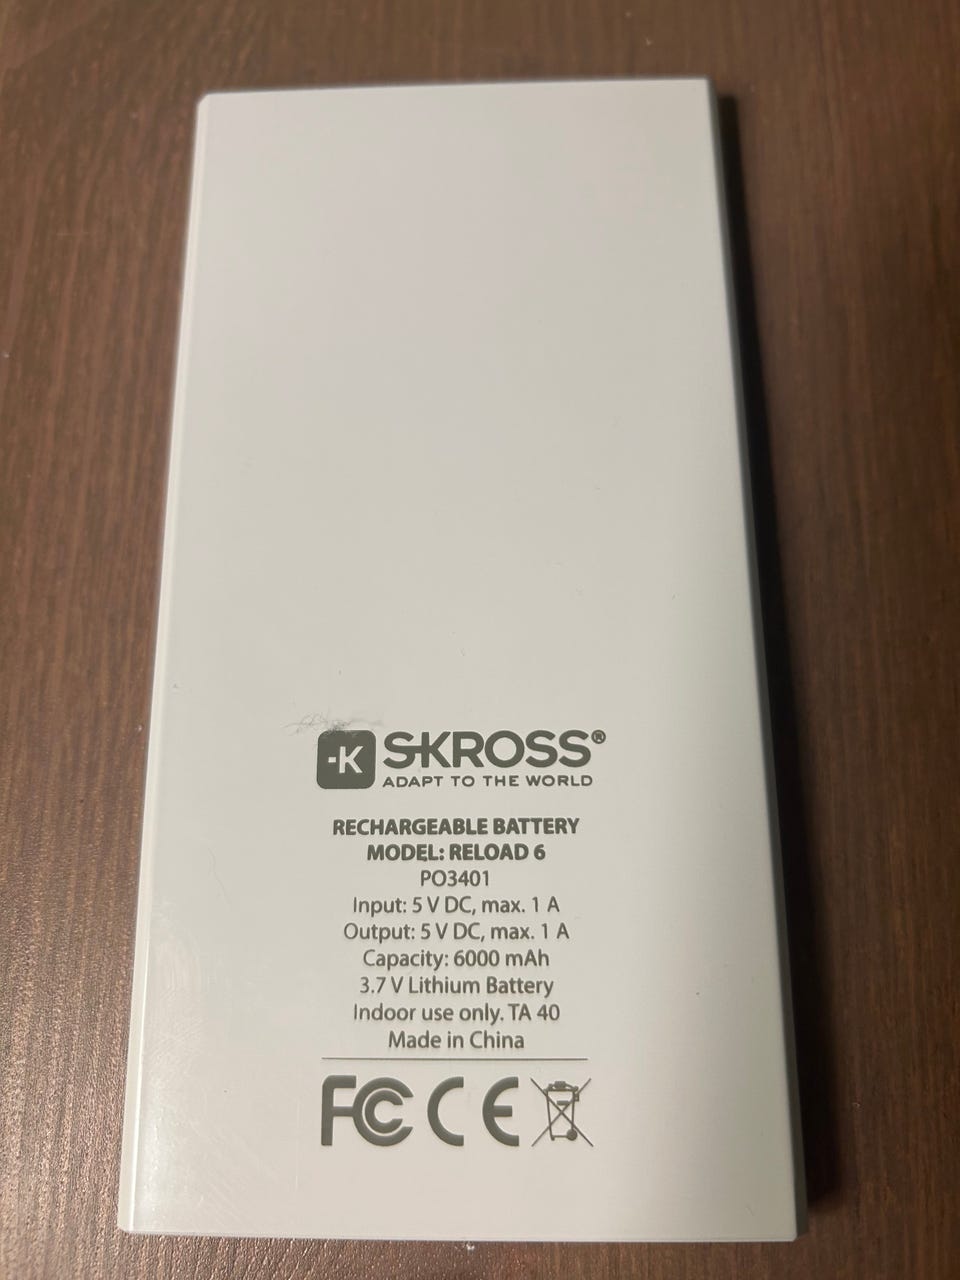 -K SKROSS®
ADAPT TO THE WORLD
RECHARGEABLE BATTERY
MODEL: RELOAD 6
PO3401
Input: 5 V DC, max. 1 A
Output: 5 V DC, max. 1 A
Capacity: 6000 mAh
3.7 V Lithium Battery
Indoor use only. TA 40
Made in China
FC CE